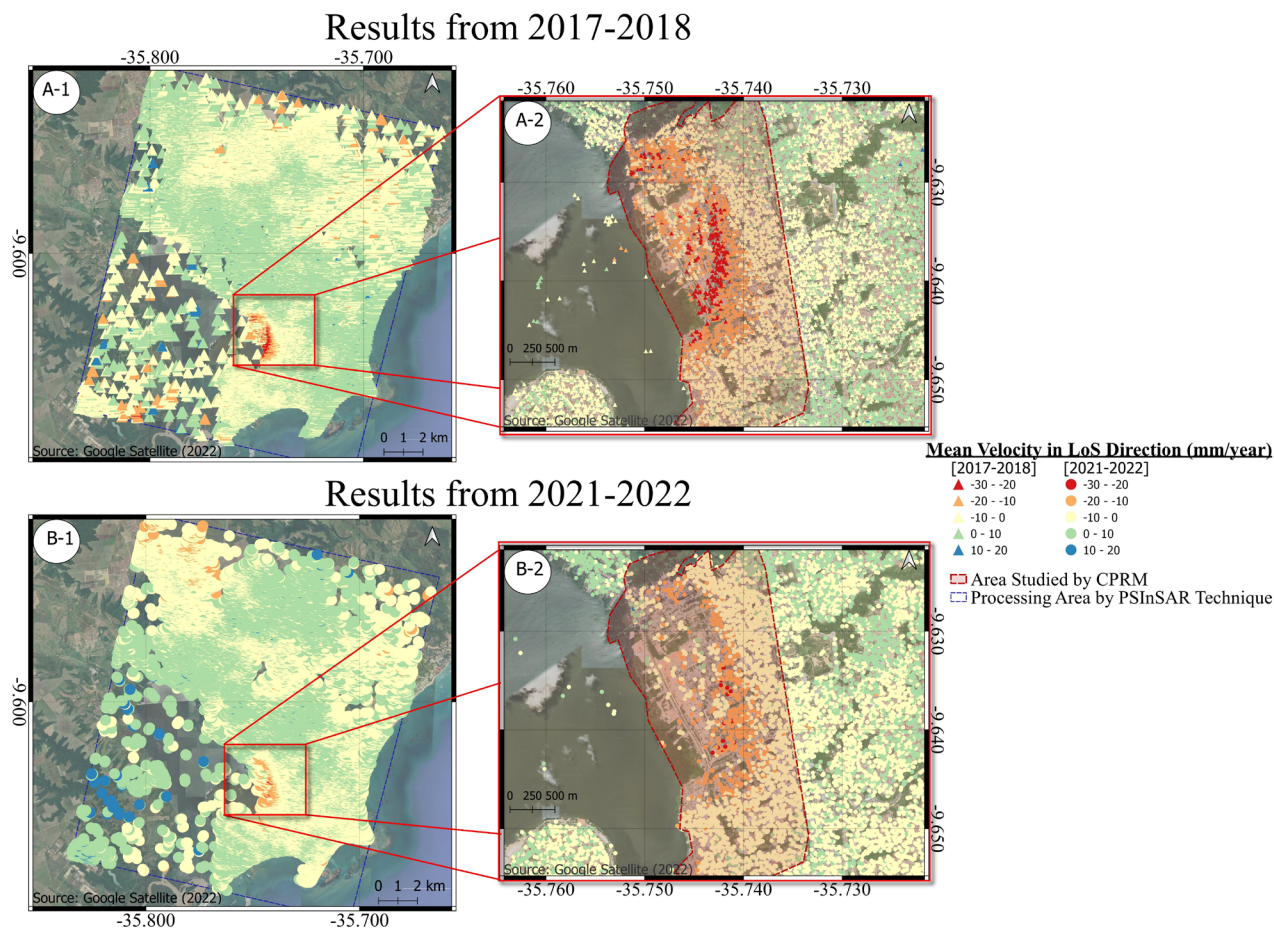 Results from 2017-2018
-35.800
-35.700
A-1
-9.600
Source: Google Satellite (2022)
0 1 2 km
-35.760
-35.750
-35.740
-35.730
A-2
-9.630
-9.640
-9.650
0 250 500 m
Source: Google Satellite (2022)
Mean Velocity in LoS Direction (mm/year)
[2017-2018] [2021-2022]
-30 - -20 -30 - -20
-20 - -10 -20 - -10
-10 - 0 -10 - 0
0 - 10 0 - 10
10 - 20 10 - 20
Area Studied by CPRM
Processing Area by PSInSAR Technique
Results from 2021-2022
B-1
-9.600
Source: Google Satellite (2022)
0 1 2 km
-35.800
-35.700
B-2
-9.630
-9.640
-9.650
0 250 500 m
Source: Google Satellite (2022)
-35.760
-35.750
-35.740
-35.730